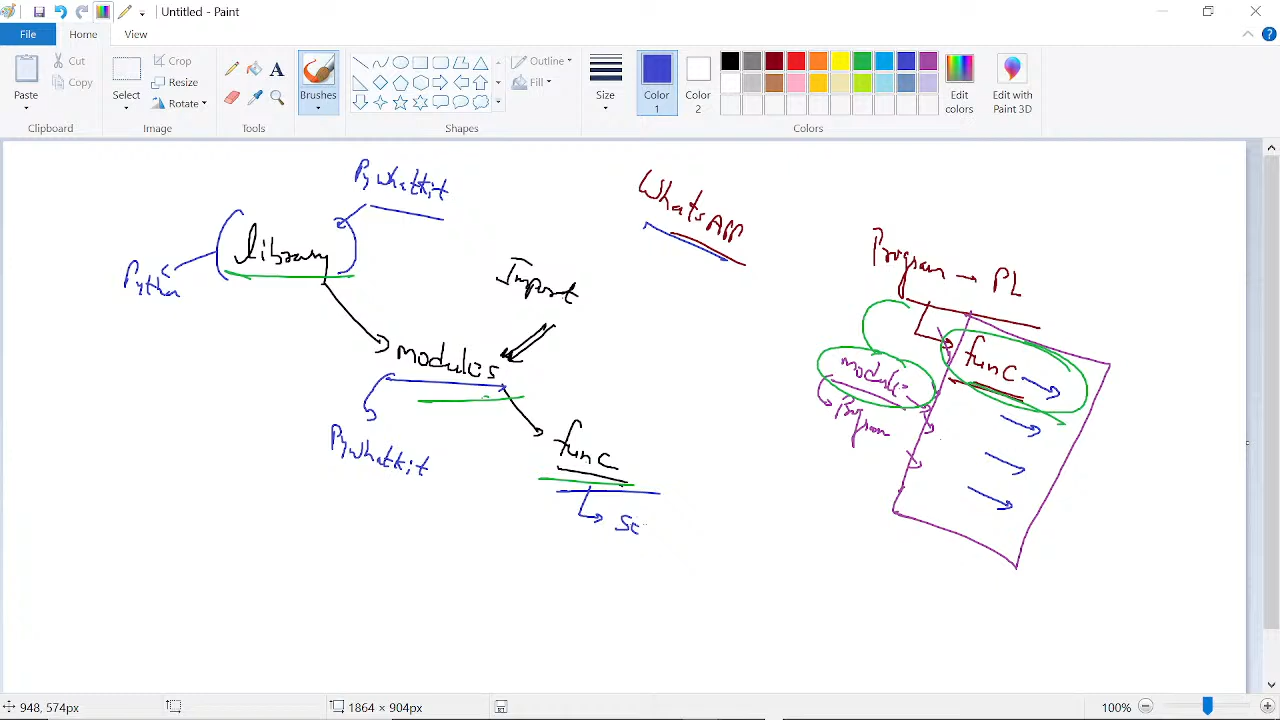 Untitled - Paint
File
Home
View
Paste
Cut
Copy
Clipboard
Select
Crop
Resize
Rotate
Image
Tools
Brushes
Outline
Fill
Shapes
Size
Color
1
Color
2
Edit
colors
Edit with
Paint 3D
Colors
Pywhatkit
WhatsAPP
library
Program → PL
Import
func
modules
Pywhatkit
func
948, 574px
1864 × 904px
100%